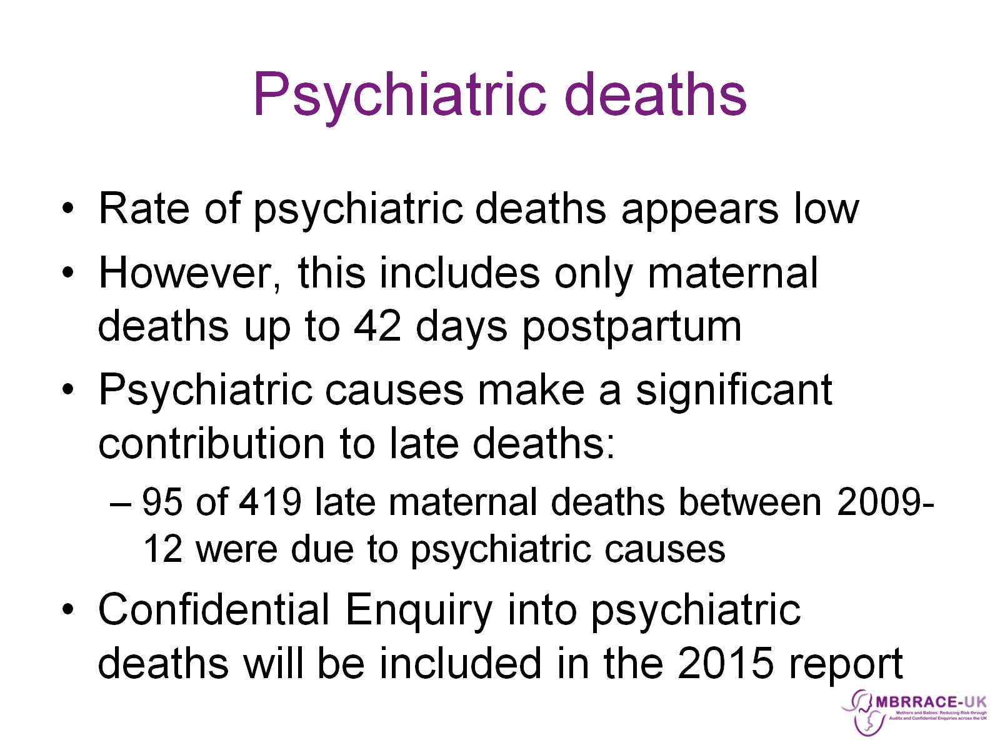 Psychiatric deaths
• Rate of psychiatric deaths appears low
• However, this includes only maternal
deaths up to 42 days postpartum
• Psychiatric causes make a significant
contribution to late deaths:
– 95 of 419 late maternal deaths between 2009-
12 were due to psychiatric causes
• Confidential Enquiry into psychiatric
deaths will be included in the 2015 report
MBRRACE-UK
Mothers and Babies: Reducing Risk through
Audits and Confidential Enquiries across the UK